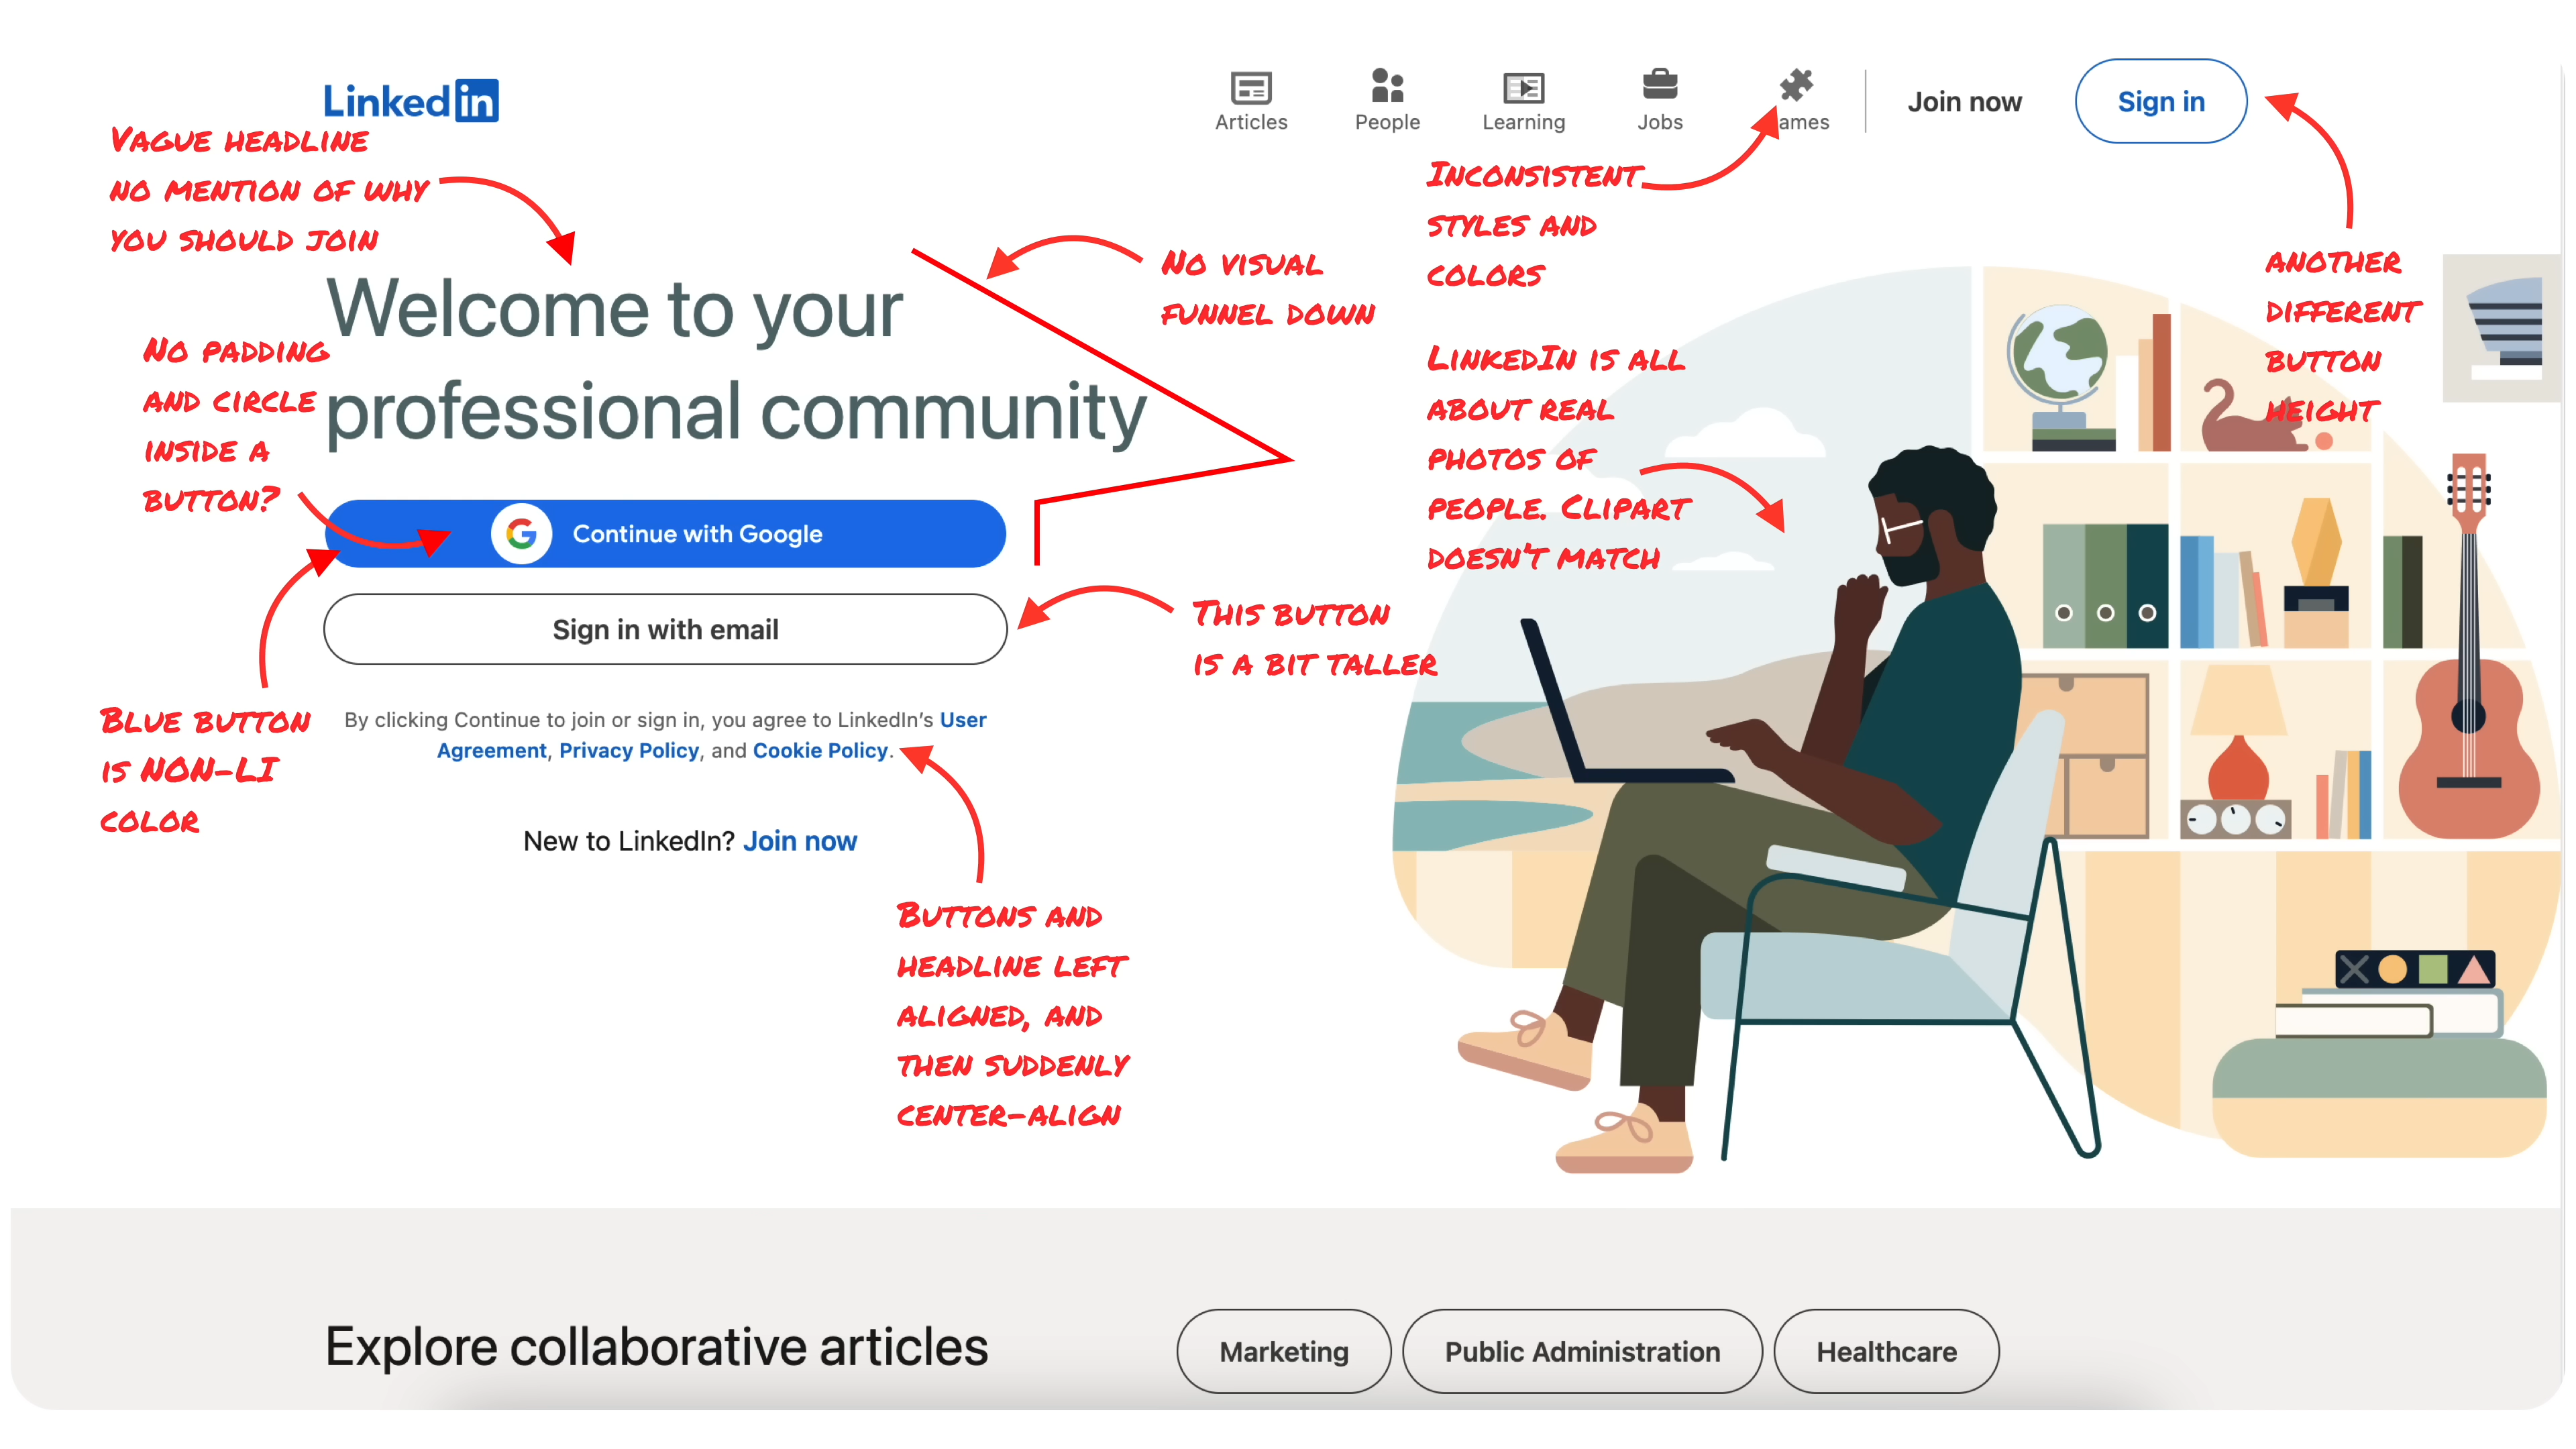 Linked in
Articles
People
Learning
Jobs
ames
Join now
Sign in
VAGUE HEADLINE
NO MENTION OF WHY
YOU SHOULD JOIN
INCONSISTENT
STYLES AND
COLORS
NO VISUAL
FUNNEL DOWN
ANOTHER
DIFFERENT
BUTTON
HEIGHT
Welcome to your
professional community
NO PADDING
AND CIRCLE
INSIDE A
BUTTON?
LINKEDIN IS ALL
ABOUT REAL
PHOTOS OF
PEOPLE. CLIPART
DOESN'T MATCH
G
Continue with Google
Sign in with email
THIS BUTTON
IS A BIT TALLER
BLUE BUTTON
IS NON-LI
COLOR
By clicking Continue to join or sign in, you agree to LinkedIn’s User
Agreement, Privacy Policy, and Cookie Policy.
New to LinkedIn? Join now
BUTTONS AND
HEADLINE LEFT
ALIGNED, AND
THEN SUDDENLY
CENTER-ALIGN
Explore collaborative articles
Marketing
Public Administration
Healthcare